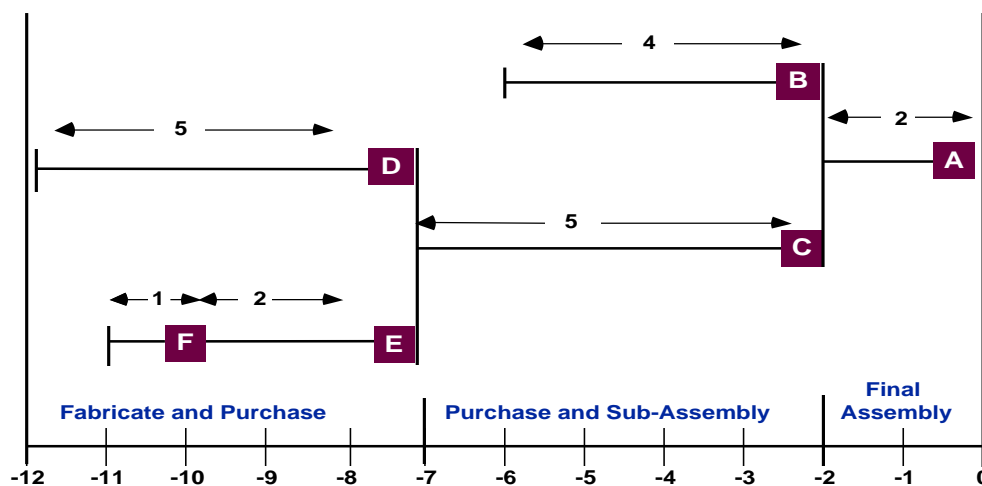 4
B
2
5
A
D
5
C
1 2
F
E
Fabricate and Purchase
Purchase and Sub-Assembly
Final
Assembly
-12 -11 -10 -9 -8 -7 -6 -5 -4 -3 -2 -1 0